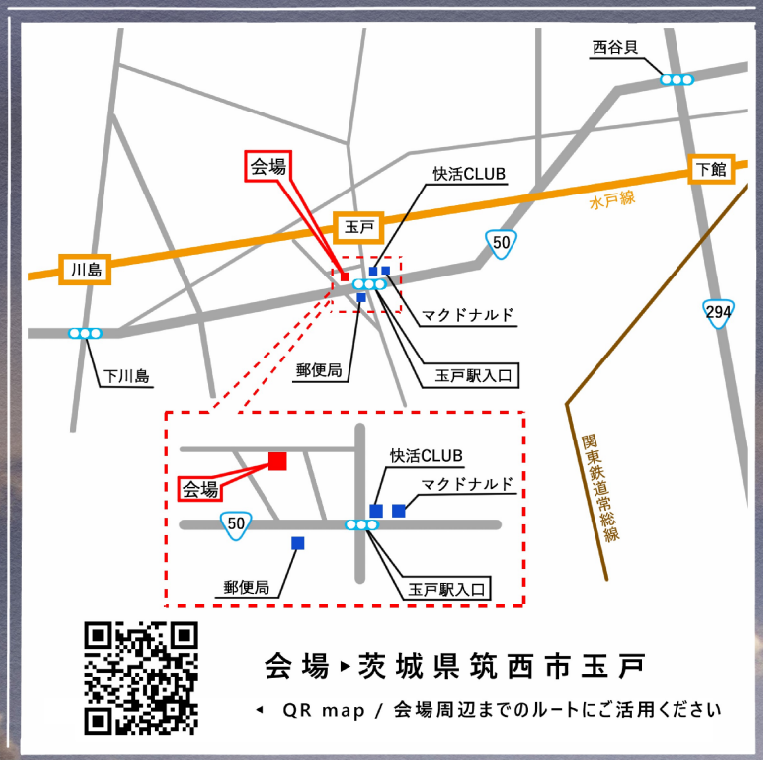 西谷貝
会場
快活CLUB
下館
水戸線
玉戸
50
川島
294
マクドナルド
郵便局
玉戸駅入口
下川島
関東鉄道常総線
快活CLUB
マクドナルド
会場
50
郵便局
玉戸駅入口
会場▶茨城県筑西市玉戸
◀ QR map / 会場周辺までのルートにご活用ください